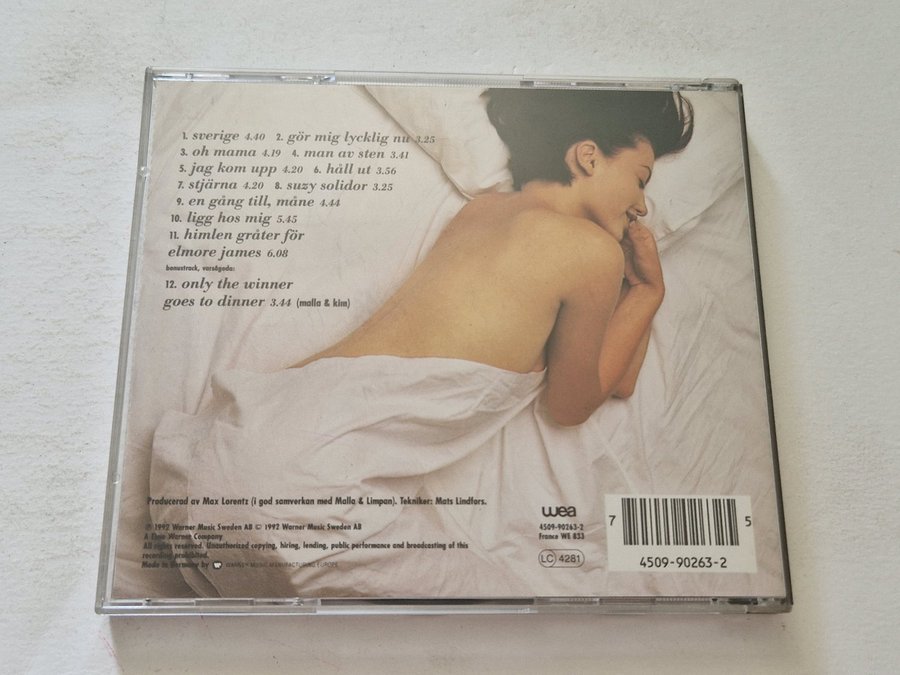 1. sverige 4.40 2. gör mig lycklig nu 3.25
3. oh mama 4.19 4. man av sten 3.41
5. jag kom upp 4.20 6. håll ut 3.56
7. stjärna 4.20 8. suzy solidor 3.25
9. en gång till, måne 4.44
10. ligg hos mig 5.45
11. himlen gråter för
elmore james 6.08
bonustrack, varsågoda:
12. only the winner
goes to dinner 3.44 (malla & kim)
Producerad av Max Lorentz (i god samverkan med Malla & Limpan). Tekniker: Mats Lindfors.
℗ 1992 Warner Music Sweden AB © 1992 Warner Music Sweden AB
A Time Warner Company
All rights reserved. Unauthorized copying, hiring, lending, public performance and broadcasting of this
recording prohibited.
Made in Germany by WARNER MUSIC MANUFACTURING EUROPE
wea
4509-90263-2
France WE 833
LC 4281
7 5
4509-90263-2